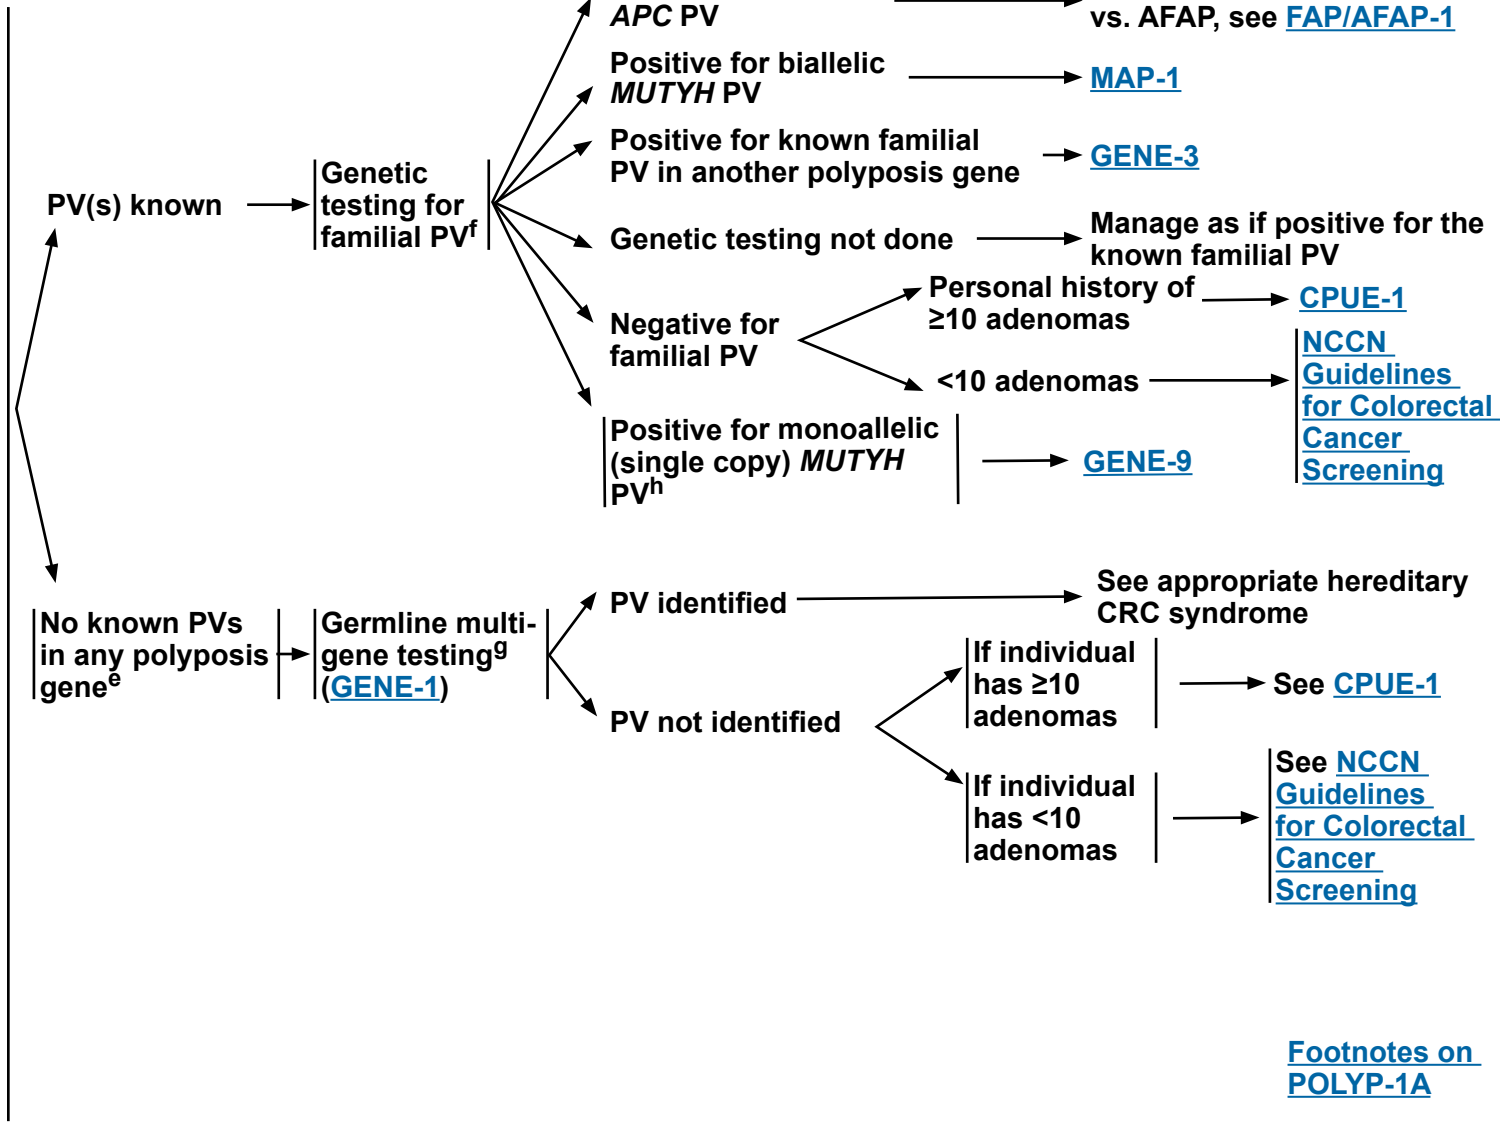 APC PV
vs. AFAP, see FAP/AFAP-1
Positive for biallelic
MUTYH PV
MAP-1
Positive for known familial
PV in another polyposis gene
GENE-3
PV(s) known
Genetic
testing for
familial PVf
Genetic testing not done
Manage as if positive for the
known familial PV
Negative for
familial PV
Personal history of
≥10 adenomas
CPUE-1
<10 adenomas
NCCN
Guidelines
for Colorectal
Cancer
Screening
Positive for monoallelic
(single copy) MUTYH
PVh
GENE-9
No known PVs
in any polyposis
genee
Germline multi-
gene testingg
(GENE-1)
PV identified
See appropriate hereditary
CRC syndrome
PV not identified
If individual
has ≥10
adenomas
See CPUE-1
If individual
has <10
adenomas
See NCCN
Guidelines
for Colorectal
Cancer
Screening
Footnotes on
POLYP-1A